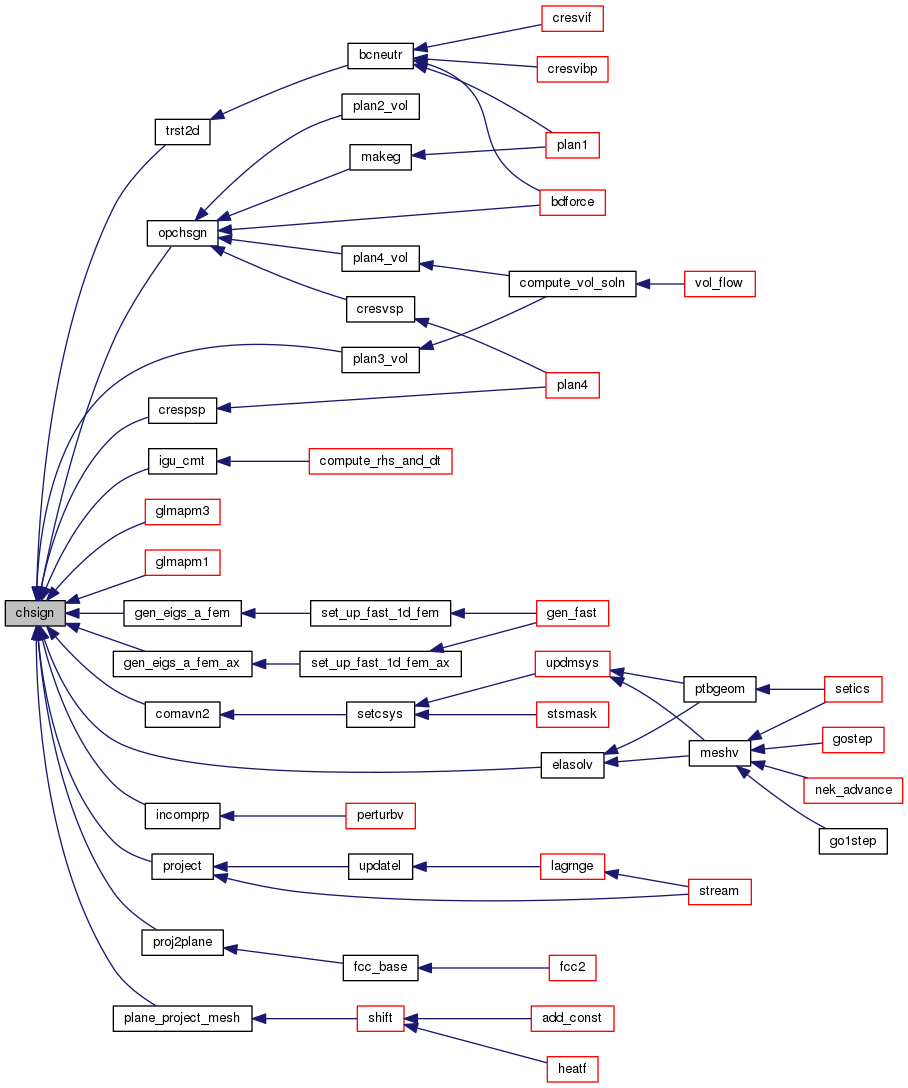 cresvif
bcneutr
cresvibp
plan2_vol
trst2d
plan1
makeg
bdforce
opchsgn
plan4_vol
compute_vol_soln
vol_flow
cresvsp
plan3_vol
plan4
crespsp
igu_cmt
compute_rhs_and_dt
glmapm3
glmapm1
chsign
gen_eigs_a_fem
set_up_fast_1d_fem
gen_fast
gen_eigs_a_fem_ax
set_up_fast_1d_fem_ax
updmsys
ptbgeom
setics
comavn2
setcsys
stsmask
gostep
meshv
elasolv
nek_advance
incomprp
perturbv
go1step
project
updatel
lagrnge
stream
proj2plane
fcc_base
fcc2
plane_project_mesh
shift
add_const
heatf